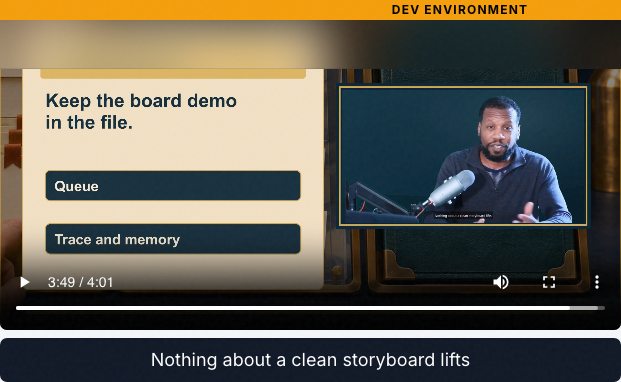 DEV ENVIRONMENT
Keep the board demo
in the file.
Queue
Trace and memory
3:49 / 4:01
Nothing about a clean storyboard lifts